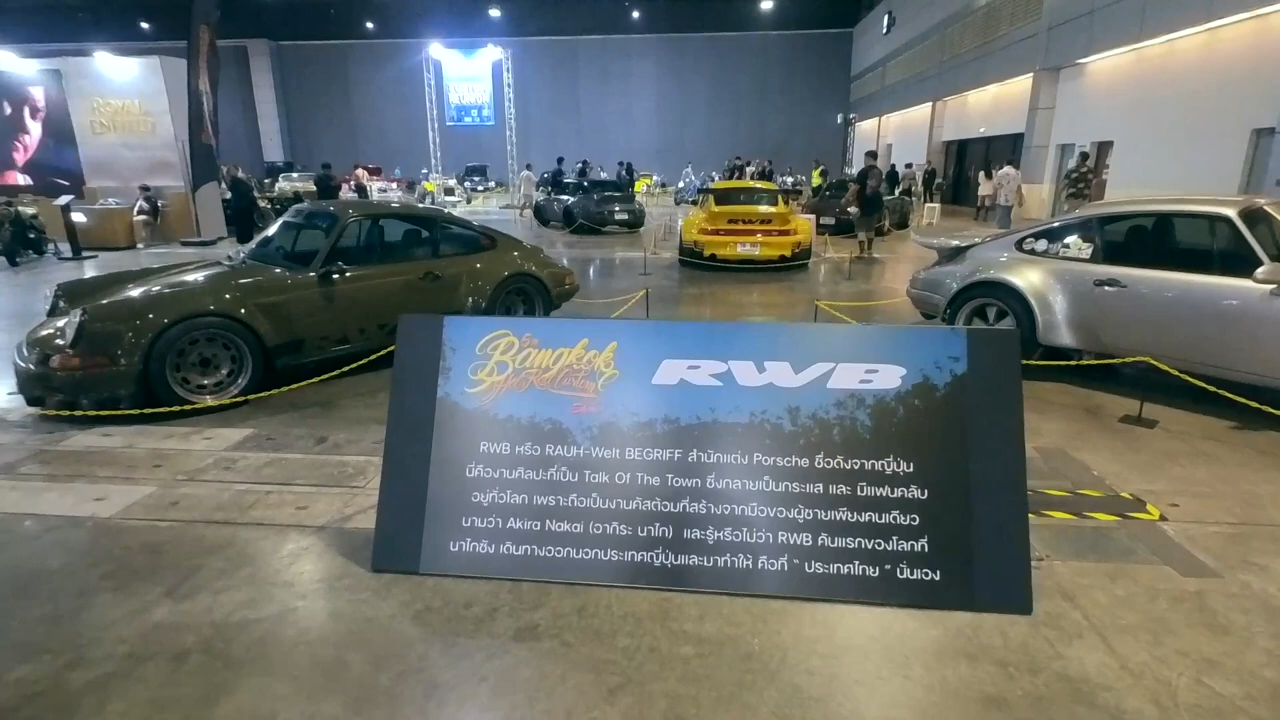 ROYAL
ENFIELD
RWB
Bangkok
Hot Rod Custom
Show
RWB
RWB หรือ RAUH-Welt BEGRIFF สำนักแต่ง Porsche ชื่อดังจากญี่ปุ่น
นี่คืองานศิลปะที่เป็น Talk Of The Town ซึ่งกลายเป็นกระแส และ มีแฟนคลับ
อยู่ทั่วโลก เพราะถือเป็นงานคัสต้อมที่สร้างจากมือของผู้ชายเพียงคนเดียว
นามว่า Akira Nakai (อากิระ นาไก) และรู้หรือไม่ว่า RWB คันแรกของโลกที่
นาไกซัง เดินทางออกนอกประเทศญี่ปุ่นและมาทำให้ คือที่ “ ประเทศไทย “ นั่นเอง